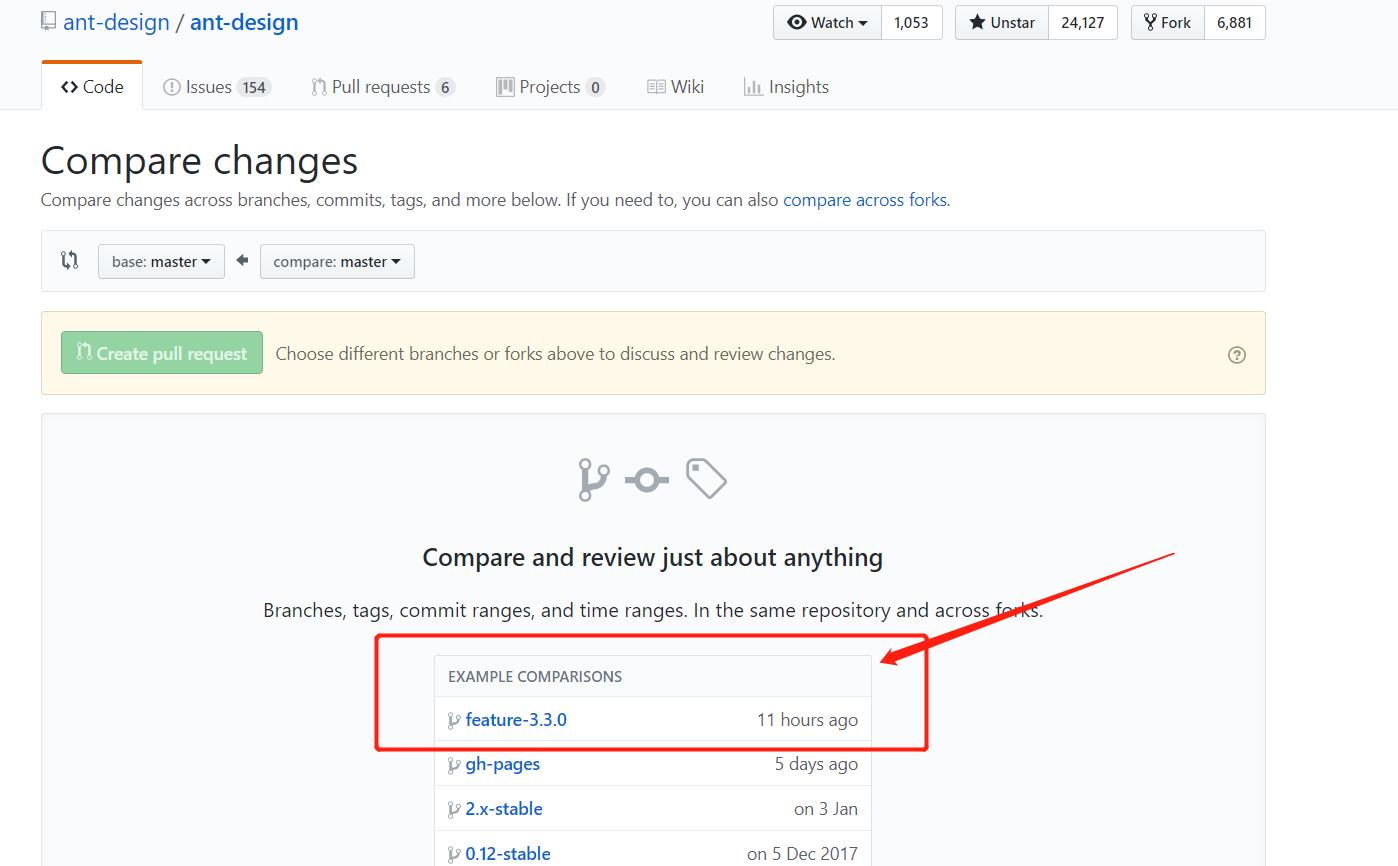 ant-design / ant-design
Watch 1,053 Unstar 24,127 Fork 6,881
Code Issues 154 Pull requests 6 Projects 0 Wiki Insights
Compare changes
Compare changes across branches, commits, tags, and more below. If you need to, you can also compare across forks.
base: master compare: master
Create pull request Choose different branches or forks above to discuss and review changes.
Compare and review just about anything
Branches, tags, commit ranges, and time ranges. In the same repository and across forks.
EXAMPLE COMPARISONS
feature-3.3.0 11 hours ago
gh-pages 5 days ago
2.x-stable on 3 Jan
0.12-stable on 5 Dec 2017